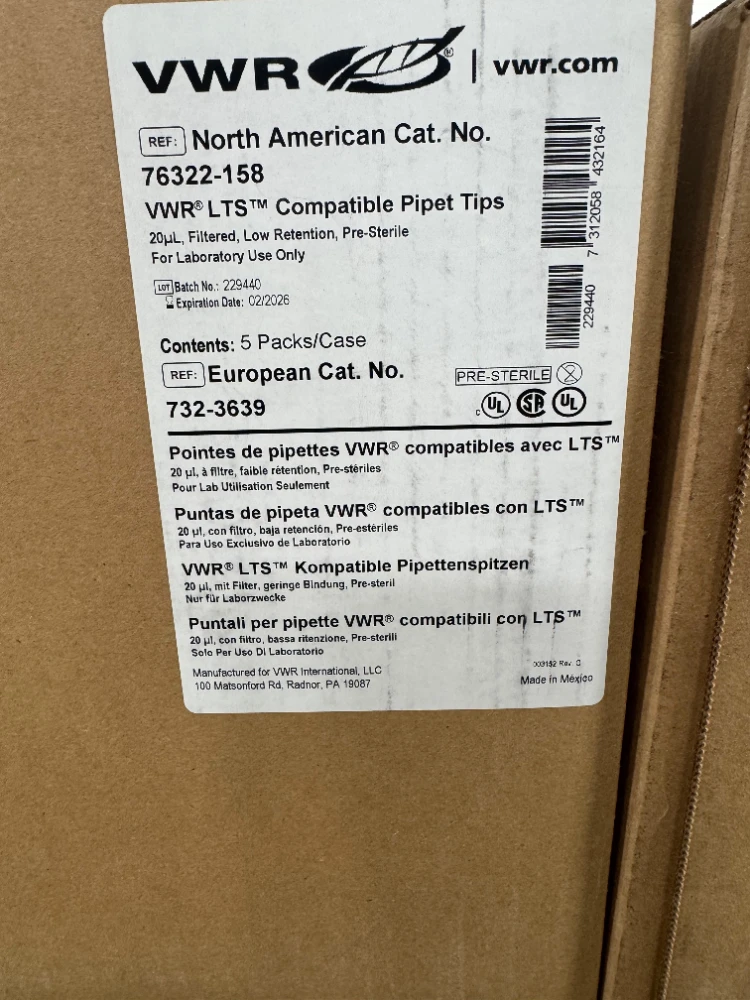 VWR® | vwr.com
REF: North American Cat. No.
76322-158
VWR® LTS™ Compatible Pipet Tips
20µL, Filtered, Low Retention, Pre-Sterile
For Laboratory Use Only
LOT Batch No.: 229440
Expiration Date: 02/2026
7 312058 432164
229440
Contents: 5 Packs/Case
REF: European Cat. No.
732-3639
PRE-STERILE
c UL SA UL
Pointes de pipettes VWR® compatibles avec LTS™
20 µl, à filtre, faible rétention, Pre-stériles
Pour Lab Utilisation Seulement
Puntas de pipeta VWR® compatibles con LTS™
20 µl, con filtro, baja retención, Pre-estériles
Para Uso Exclusivo de Laboratorio
VWR® LTS™ Kompatible Pipettenspitzen
20 µl, mit Filter, geringe Bindung, Pre-steril
Nur für Laborzwecke
Puntali per pipette VWR® compatibili con LTS™
20 µl, con filtro, bassa ritenzione, Pre-sterili
Solo Per Uso Di Laboratorio
Manufactured for VWR International, LLC
100 Matsonford Rd, Radnor, PA 19087
Rev. C
Made in México